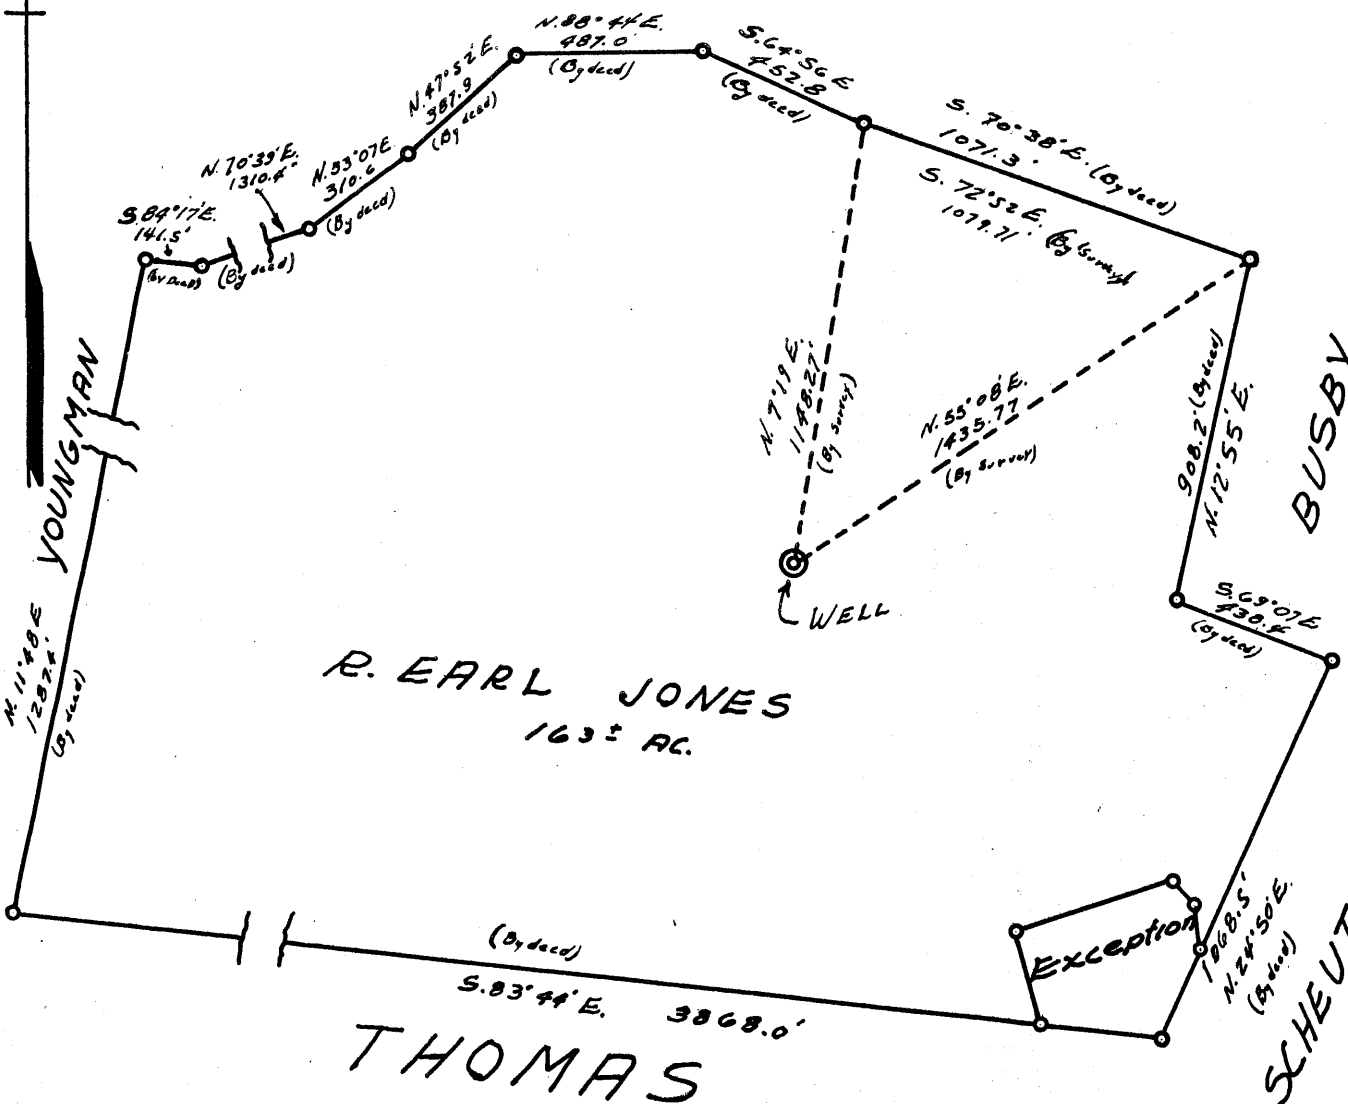 N. 88° 44' E.
487.0'
(By deed)
S. 64° 56' E
452.8
(By deed)
N. 47° 52' E.
387.9
(By deed)
S. 70° 38' E. (By deed)
1071.3'
S. 72° 52' E. (By Survey)
1079.71'
N. 70° 39' E.
1310.4'
(By deed)
N. 53° 07' E
310.6
(By deed)
S. 84° 17' E.
141.5'
(By Deed)
YOUNGMAN
N. 7° 19' E.
1148.27'
(By survey)
N. 55° 08' E.
1435.77
(By survey)
908.2' (By deed)
N. 12° 55' E.
BUSBY
WELL
S. 69° 07' E
438.4
(By deed)
N. 11° 48' E
1287.4'
(By deed)
R. EARL JONES
163± AC.
Exception
1068.5'
N. 24° 50' E.
(By deed)
(By deed)
S. 83° 44' E. 3868.0'
THOMAS
SCHEUT